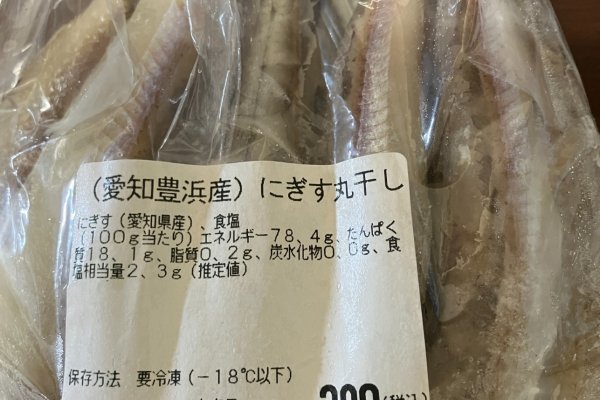 （愛知豊浜産）にぎす丸干し
にぎす（愛知県産）、食塩
（100ｇ当たり）エネルギー78．4ｇ、たんぱく
質18．1ｇ、脂質0．2ｇ、炭水化物0．0ｇ、食
塩相当量2．3ｇ（推定値）
保存方法　要冷凍（－18℃以下）